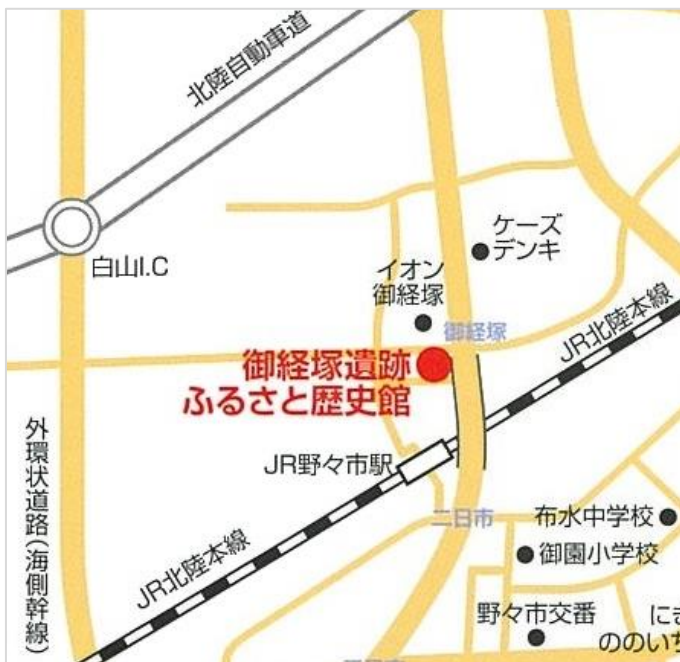 北陸自動車道
白山I.C
ケーズ
デンキ
イオン
御経塚
御経塚
JR北陸本線
御経塚遺跡
ふるさと歴史館
外環状道路(海側幹線)
JR野々市駅
二日市
布水中学校
御園小学校
JR北陸本線
野々市交番
に
ののいち